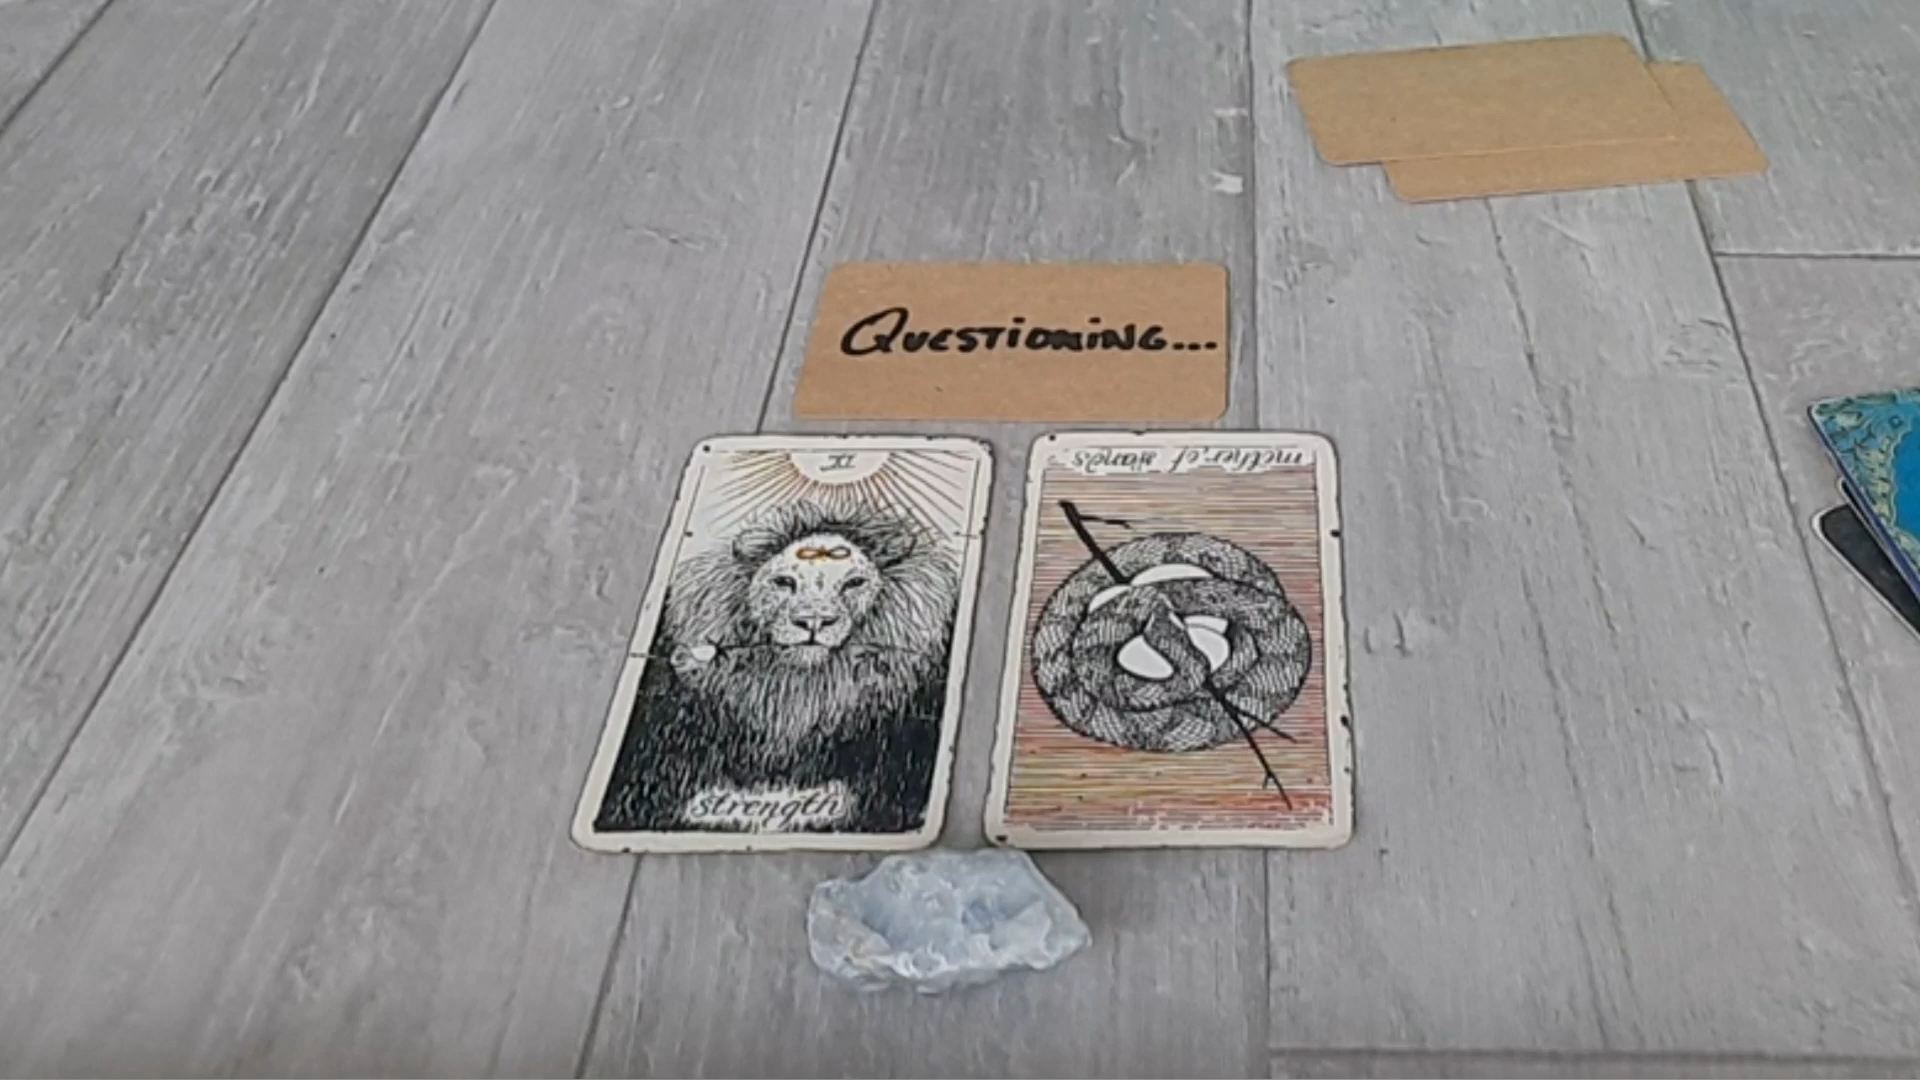 Questioning...
mother of wands
strength